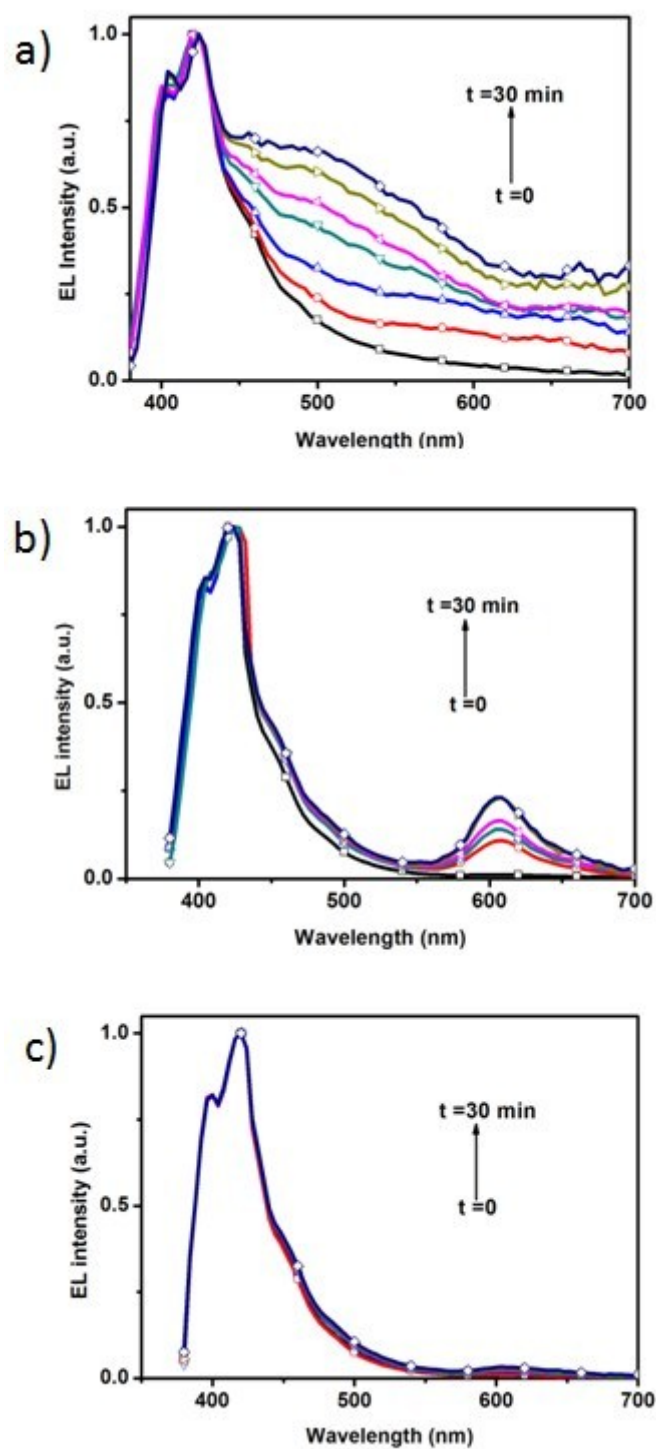 a)
1.0
0.5
0.0
EL Intensity (a.u.)
t =30 min
t =0
400 500 600 700
Wavelength (nm)
b)
1.0
0.5
0.0
EL intensity (a.u.)
t =30 min
t =0
400 500 600 700
Wavelength (nm)
c)
1.0
0.5
0.0
EL intensity (a.u.)
t =30 min
t =0
400 500 600 700
Wavelength (nm)